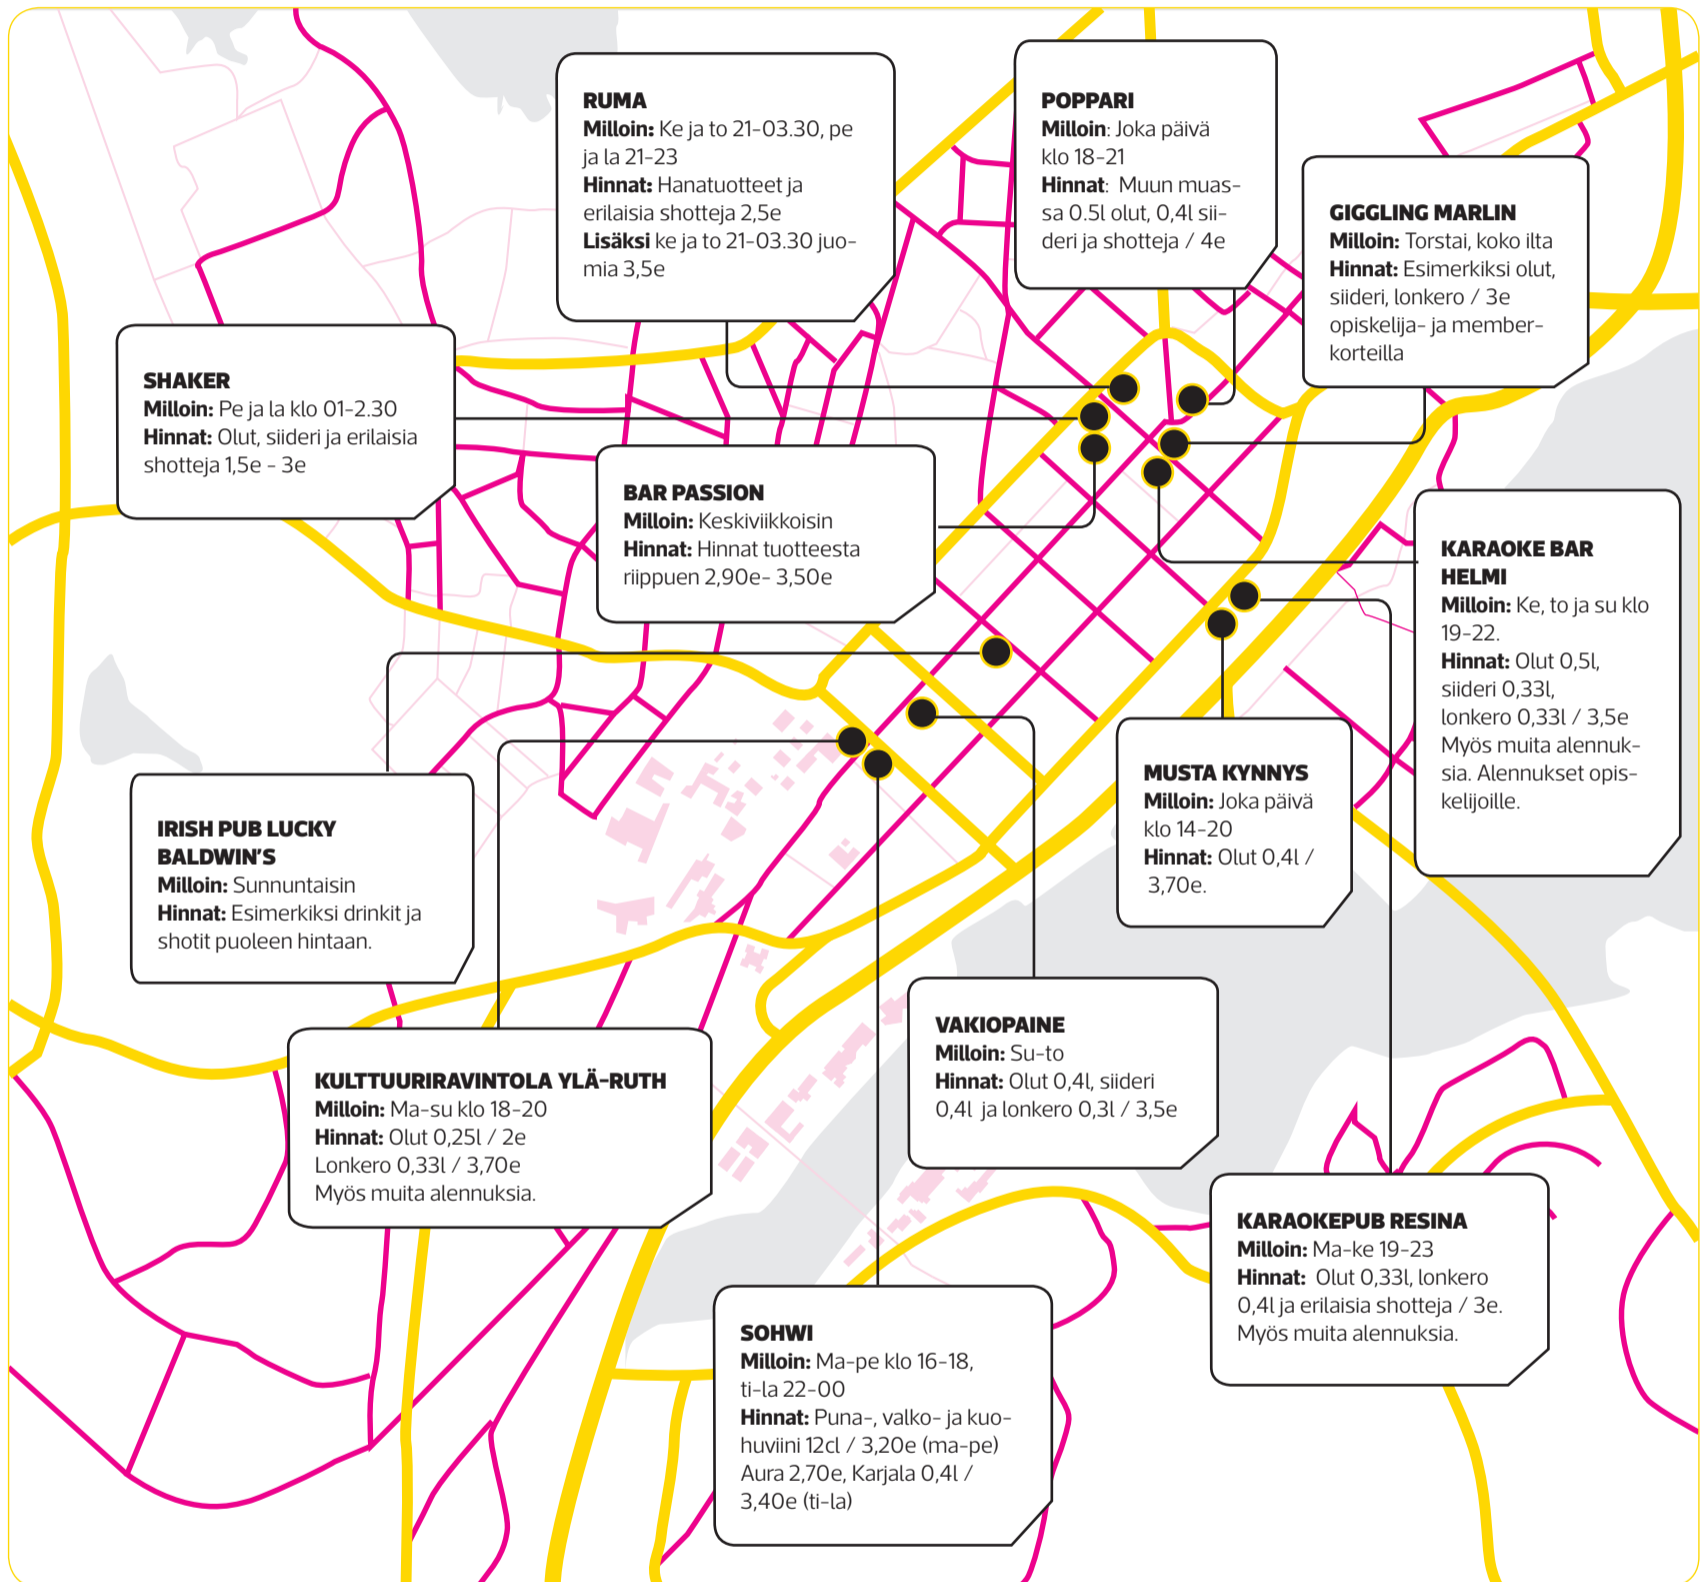 RUMA
Milloin: Ke ja to 21-03.30, pe
ja la 21-23
Hinnat: Hanatuotteet ja
erilaisia shotteja 2,5e
Lisäksi ke ja to 21-03.30 juo-
mia 3,5e
POPPARI
Milloin: Joka päivä
klo 18-21
Hinnat: Muun muas-
sa 0.5l olut, 0,4l sii-
deri ja shotteja / 4e
GIGGLING MARLIN
Milloin: Torstai, koko ilta
Hinnat: Esimerkiksi olut,
siideri, lonkero / 3e
opiskelija- ja member-
korteilla
SHAKER
Milloin: Pe ja la klo 01-2.30
Hinnat: Olut, siideri ja erilaisia
shotteja 1,5e - 3e
BAR PASSION
Milloin: Keskiviikkoisin
Hinnat: Hinnat tuotteesta
riippuen 2,90e- 3,50e
KARAOKE BAR
HELMI
Milloin: Ke, to ja su klo
19-22.
Hinnat: Olut 0,5l,
siideri 0,33l,
lonkero 0,33l / 3,5e
Myös muita alennuk-
sia. Alennukset opis-
kelijoille.
MUSTA KYNNYS
Milloin: Joka päivä
klo 14-20
Hinnat: Olut 0,4l /
3,70e.
IRISH PUB LUCKY
BALDWIN'S
Milloin: Sunnuntaisin
Hinnat: Esimerkiksi drinkit ja
shotit puoleen hintaan.
VAKIOPAINE
Milloin: Su-to
Hinnat: Olut 0,4l, siideri
0,4l ja lonkero 0,3l / 3,5e
KULTTUURIRAVINTOLA YLÄ-RUTH
Milloin: Ma-su klo 18-20
Hinnat: Olut 0,25l / 2e
Lonkero 0,33l / 3,70e
Myös muita alennuksia.
KARAOKEPUB RESINA
Milloin: Ma-ke 19-23
Hinnat: Olut 0,33l, lonkero
0,4l ja erilaisia shotteja / 3e.
Myös muita alennuksia.
SOHWI
Milloin: Ma-pe klo 16-18,
ti-la 22-00
Hinnat: Puna-, valko- ja kuo-
huviini 12cl / 3,20e (ma-pe)
Aura 2,70e, Karjala 0,4l /
3,40e (ti-la)